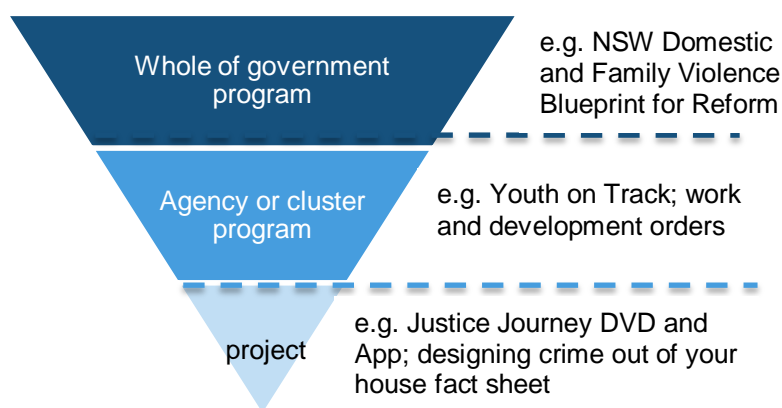 Whole of government
program
e.g. NSW Domestic
and Family Violence
Blueprint for Reform
Agency or cluster
program
e.g. Youth on Track; work
and development orders
project
e.g. Justice Journey DVD and
App; designing crime out of your
house fact sheet